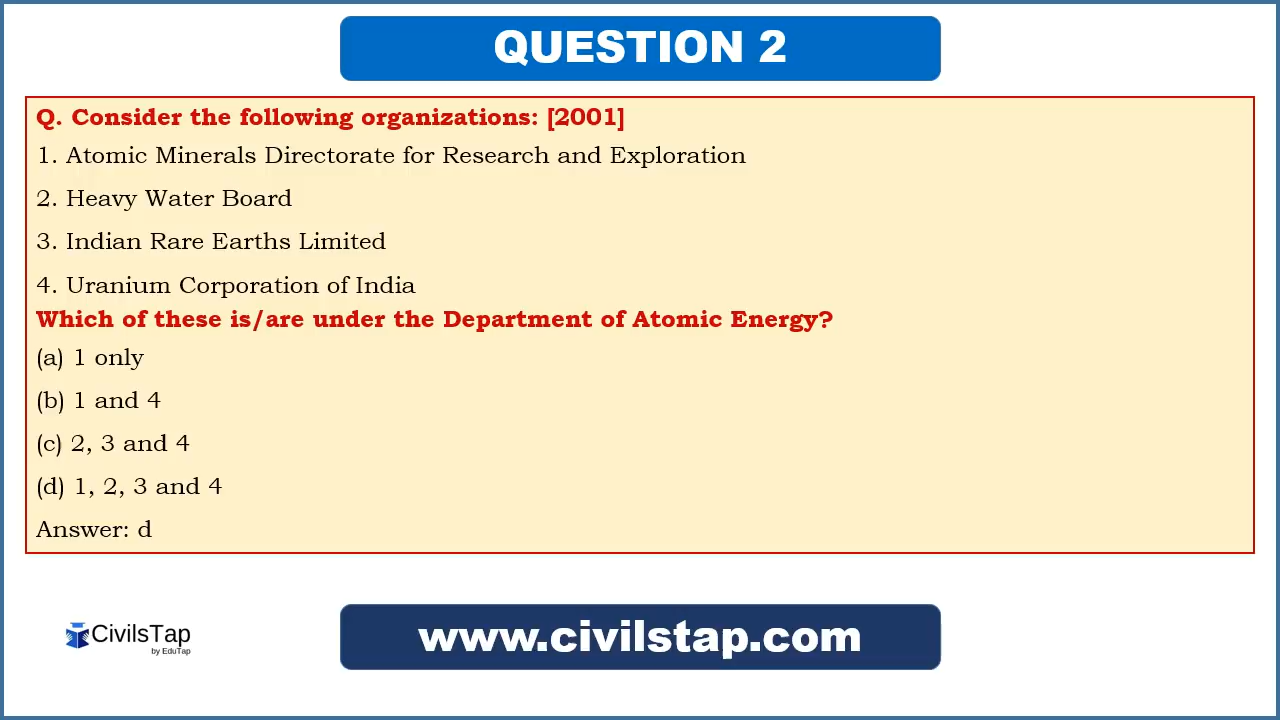 QUESTION 2
Q. Consider the following organizations: [2001]
1. Atomic Minerals Directorate for Research and Exploration
2. Heavy Water Board
3. Indian Rare Earths Limited
4. Uranium Corporation of India
Which of these is/are under the Department of Atomic Energy?
(a) 1 only
(b) 1 and 4
(c) 2, 3 and 4
(d) 1, 2, 3 and 4
Answer: d
CivilsTap
by EduTap
www.civilstap.com